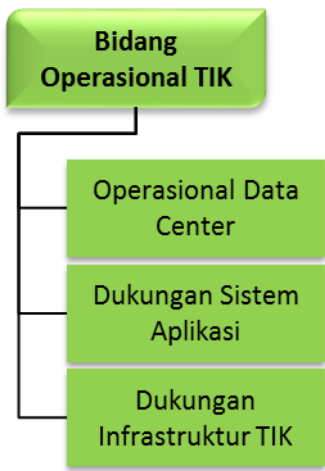 Bidang
Operasional TIK
Operasional Data
Center
Dukungan Sistem
Aplikasi
Dukungan
Infrastruktur TIK